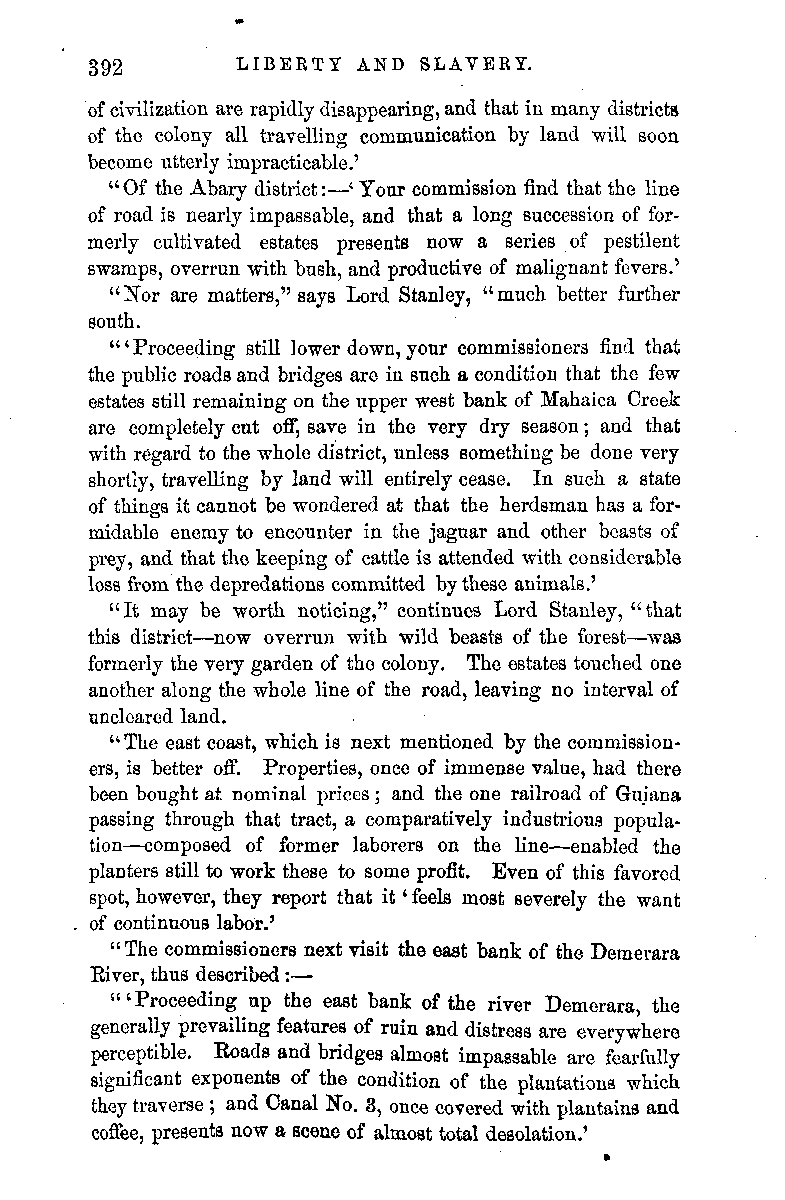 392 LIBERTY AND SLAVERY.
of civilization are rapidly disappearing, and that in many districts
of the colony all travelling communication by land will soon
become utterly impracticable.’
“Of the Abary district:—‘Your commission find that the line
of road is nearly impassable, and that a long succession of for-
merly cultivated estates presents now a series of pestilent
swamps, overrun with bush, and productive of malignant fevers.’
“Nor are matters,” says Lord Stanley, “much better further
south.
“‘Proceeding still lower down, your commissioners find that
the public roads and bridges are in such a condition that the few
estates still remaining on the upper west bank of Mahaica Creek
are completely cut off, save in the very dry season; and that
with regard to the whole district, unless something be done very
shortly, travelling by land will entirely cease. In such a state
of things it cannot be wondered at that the herdsman has a for-
midable enemy to encounter in the jaguar and other beasts of
prey, and that the keeping of cattle is attended with considerable
loss from the depredations committed by these animals.’
“It may be worth noticing,” continues Lord Stanley, “that
this district—now overrun with wild beasts of the forest—was
formerly the very garden of the colony. The estates touched one
another along the whole line of the road, leaving no interval of
uncleared land.
“The east coast, which is next mentioned by the commission-
ers, is better off. Properties, once of immense value, had there
been bought at nominal prices; and the one railroad of Guiana
passing through that tract, a comparatively industrious popula-
tion—composed of former laborers on the line—enabled the
planters still to work these to some profit. Even of this favored
spot, however, they report that it ‘feels most severely the want
of continuous labor.’
“The commissioners next visit the east bank of the Demerara
River, thus described:—
“‘Proceeding up the east bank of the river Demerara, the
generally prevailing features of ruin and distress are everywhere
perceptible. Roads and bridges almost impassable are fearfully
significant exponents of the condition of the plantations which
they traverse; and Canal No. 3, once covered with plantains and
coffee, presents now a scene of almost total desolation.’